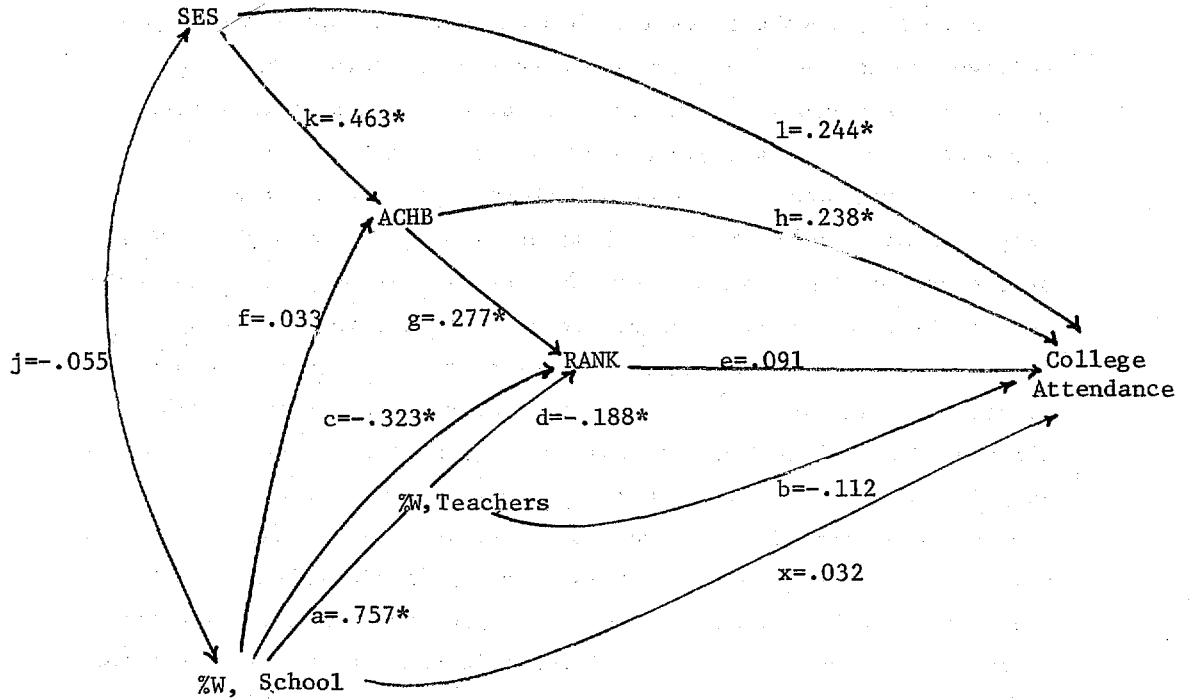 SES
k=.463*
l=.244*
ACHB
h=.238*
f=.033
g=.277*
j=-.055
RANK
e=.091
College
Attendance
c=-.323*
d=-.188*
%W,Teachers
b=-.112
x=.032
a=.757*
%W, School